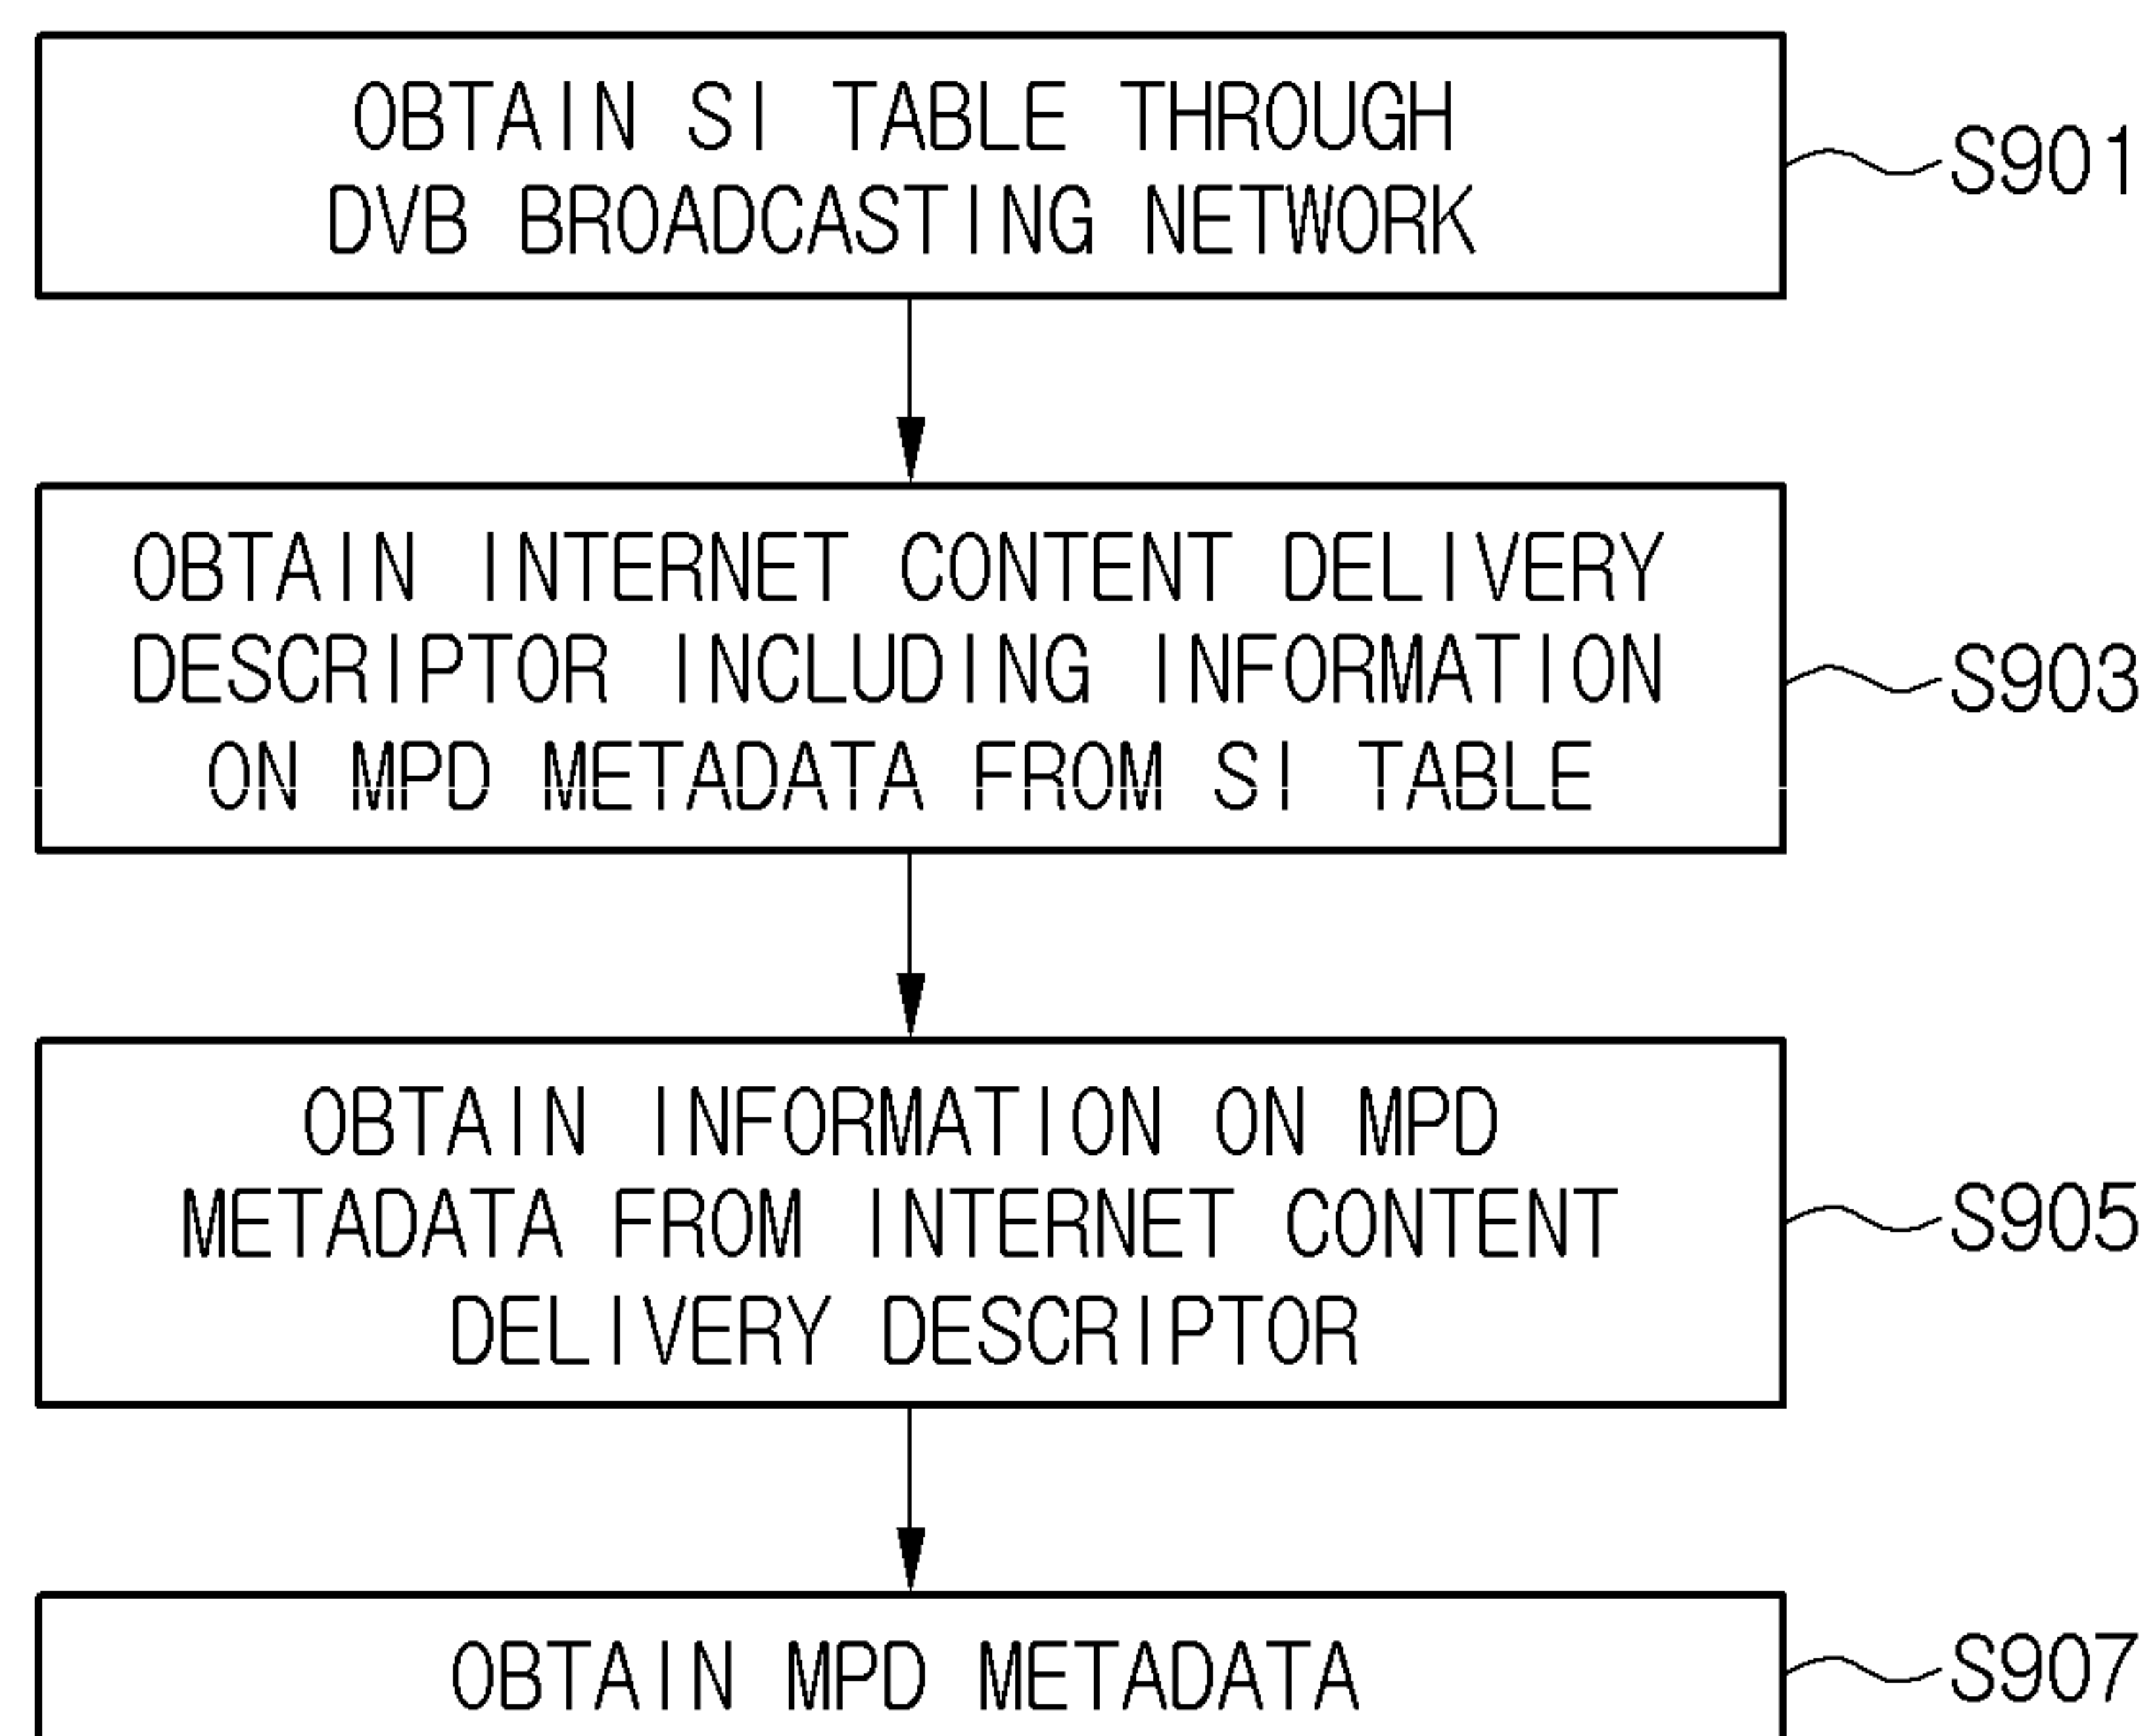 OBTAIN SI TABLE THROUGH
DVB BROADCASTING NETWORK
S901
OBTAIN INTERNET CONTENT DELIVERY
DESCRIPTOR INCLUDING INFORMATION
ON MPD METADATA FROM SI TABLE
S903
OBTAIN INFORMATION ON MPD
METADATA FROM INTERNET CONTENT
DELIVERY DESCRIPTOR
S905
OBTAIN MPD METADATA
S907